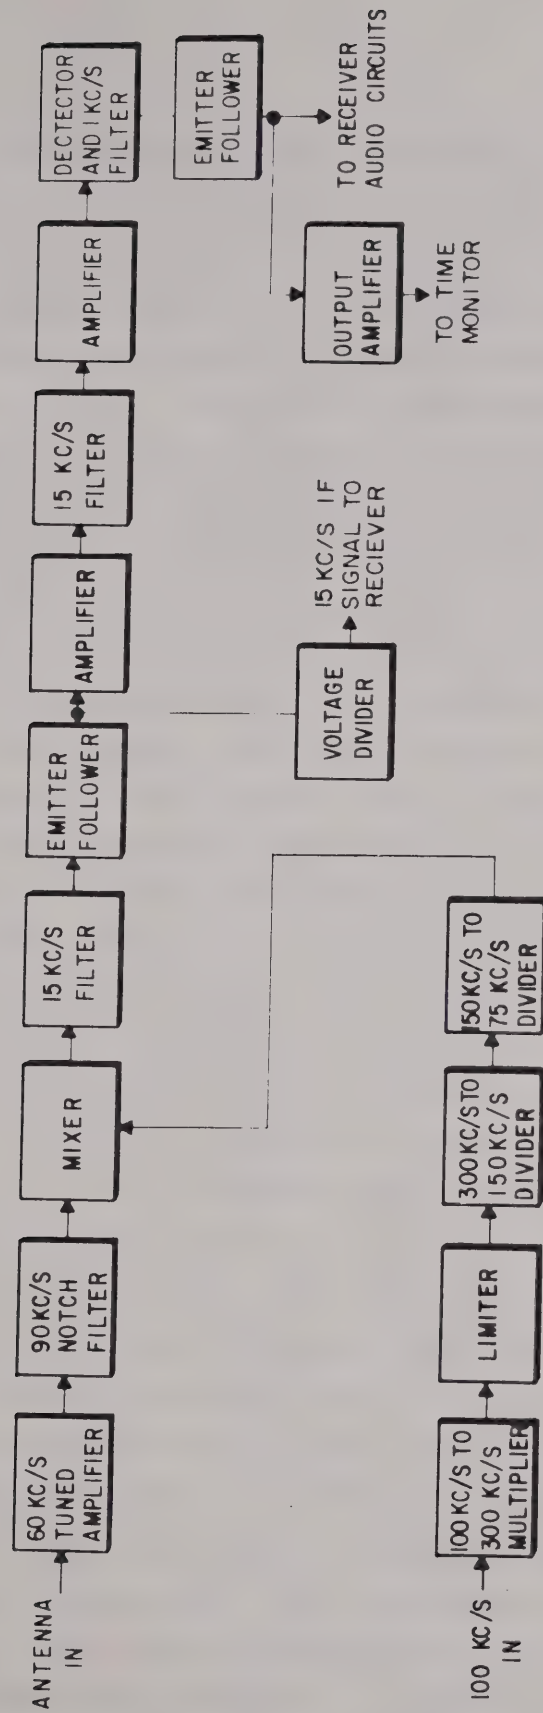 ANTENNA
IN
60 KC/S
TUNED
AMPLIFIER
90 KC/S
NOTCH
FILTER
MIXER
15 KC/S
FILTER
EMITTER
FOLLOWER
AMPLIFIER
15 KC/S
FILTER
AMPLIFIER
DECTECTOR
AND 1 KC/S
FILTER
EMITTER
FOLLOWER
TO RECEIVER
AUDIO CIRCUITS
OUTPUT
AMPLIFIER
TO TIME
MONITOR
VOLTAGE
DIVIDER
15 KC/S IF
SIGNAL TO
RECIEVER
100 KC/S
IN
100 KC/S TO
300 KC/S
MULTIPLIER
LIMITER
300 KC/S TO
150 KC/S
DIVIDER
150 KC/S TO
75 KC/S
DIVIDER